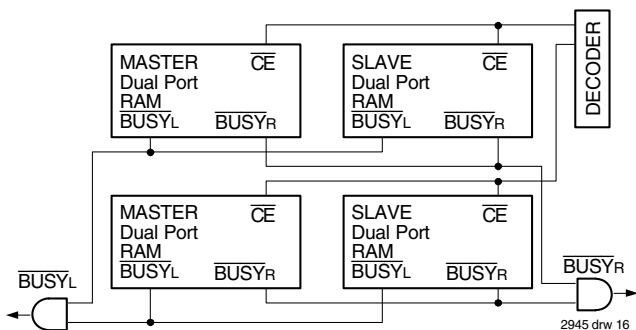 MASTER CE
Dual Port
RAM
BUSYL BUSYR
SLAVE CE
Dual Port
RAM
BUSYL BUSYR
DECODER
MASTER CE
Dual Port
RAM
BUSYL BUSYR
SLAVE CE
Dual Port
RAM
BUSYL BUSYR
BUSYL
BUSYR
2945 drw 16